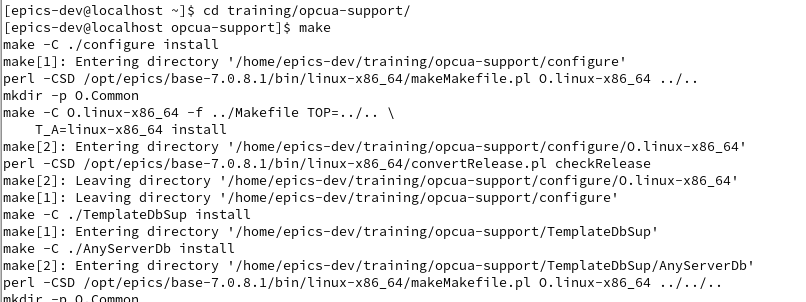 [epics-dev@localhost ~]$ cd training/opcua-support/
[epics-dev@localhost opcua-support]$ make
make -C ./configure install
make[1]: Entering directory '/home/epics-dev/training/opcua-support/configure'
perl -CSD /opt/epics/base-7.0.8.1/bin/linux-x86_64/makeMakefile.pl O.linux-x86_64 ../..
mkdir -p O.Common
make -C O.linux-x86_64 -f ../Makefile TOP=../.. \
    T_A=linux-x86_64 install
make[2]: Entering directory '/home/epics-dev/training/opcua-support/configure/O.linux-x86_64'
perl -CSD /opt/epics/base-7.0.8.1/bin/linux-x86_64/convertRelease.pl checkRelease
make[2]: Leaving directory '/home/epics-dev/training/opcua-support/configure/O.linux-x86_64'
make[1]: Leaving directory '/home/epics-dev/training/opcua-support/configure'
make -C ./TemplateDbSup install
make[1]: Entering directory '/home/epics-dev/training/opcua-support/TemplateDbSup'
make -C ./AnyServerDb install
make[2]: Entering directory '/home/epics-dev/training/opcua-support/TemplateDbSup/AnyServerDb'
perl -CSD /opt/epics/base-7.0.8.1/bin/linux-x86_64/makeMakefile.pl O.linux-x86_64 ../../..
mkdir -p O.Common